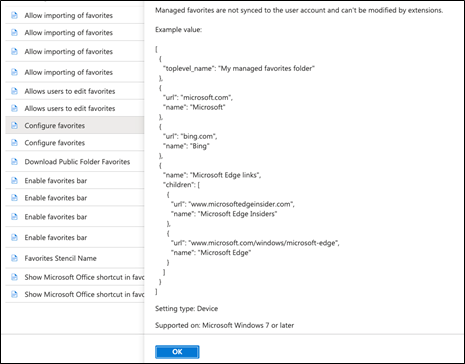 Allow importing of favorites
Allow importing of favorites
Allow importing of favorites
Allow importing of favorites
Allows users to edit favorites
Allows users to edit favorites
Configure favorites
Configure favorites
Download Public Folder Favorites
Enable favorites bar
Enable favorites bar
Enable favorites bar
Enable favorites bar
Favorites Stencil Name
Show Microsoft Office shortcut in favo
Show Microsoft Office shortcut in favo
Managed favorites are not synced to the user account and can't be modified by extensions.
Example value:
[
{
"toplevel_name": "My managed favorites folder"
},
{
"url": "microsoft.com",
"name": "Microsoft"
},
{
"url": "bing.com",
"name": "Bing"
},
{
"name": "Microsoft Edge links",
"children": [
{
"url": "www.microsoftedgeinsider.com",
"name": "Microsoft Edge Insiders"
},
{
"url": "www.microsoft.com/windows/microsoft-edge",
"name": "Microsoft Edge"
}
]
}
]
Setting type: Device
Supported on: Microsoft Windows 7 or later
OK